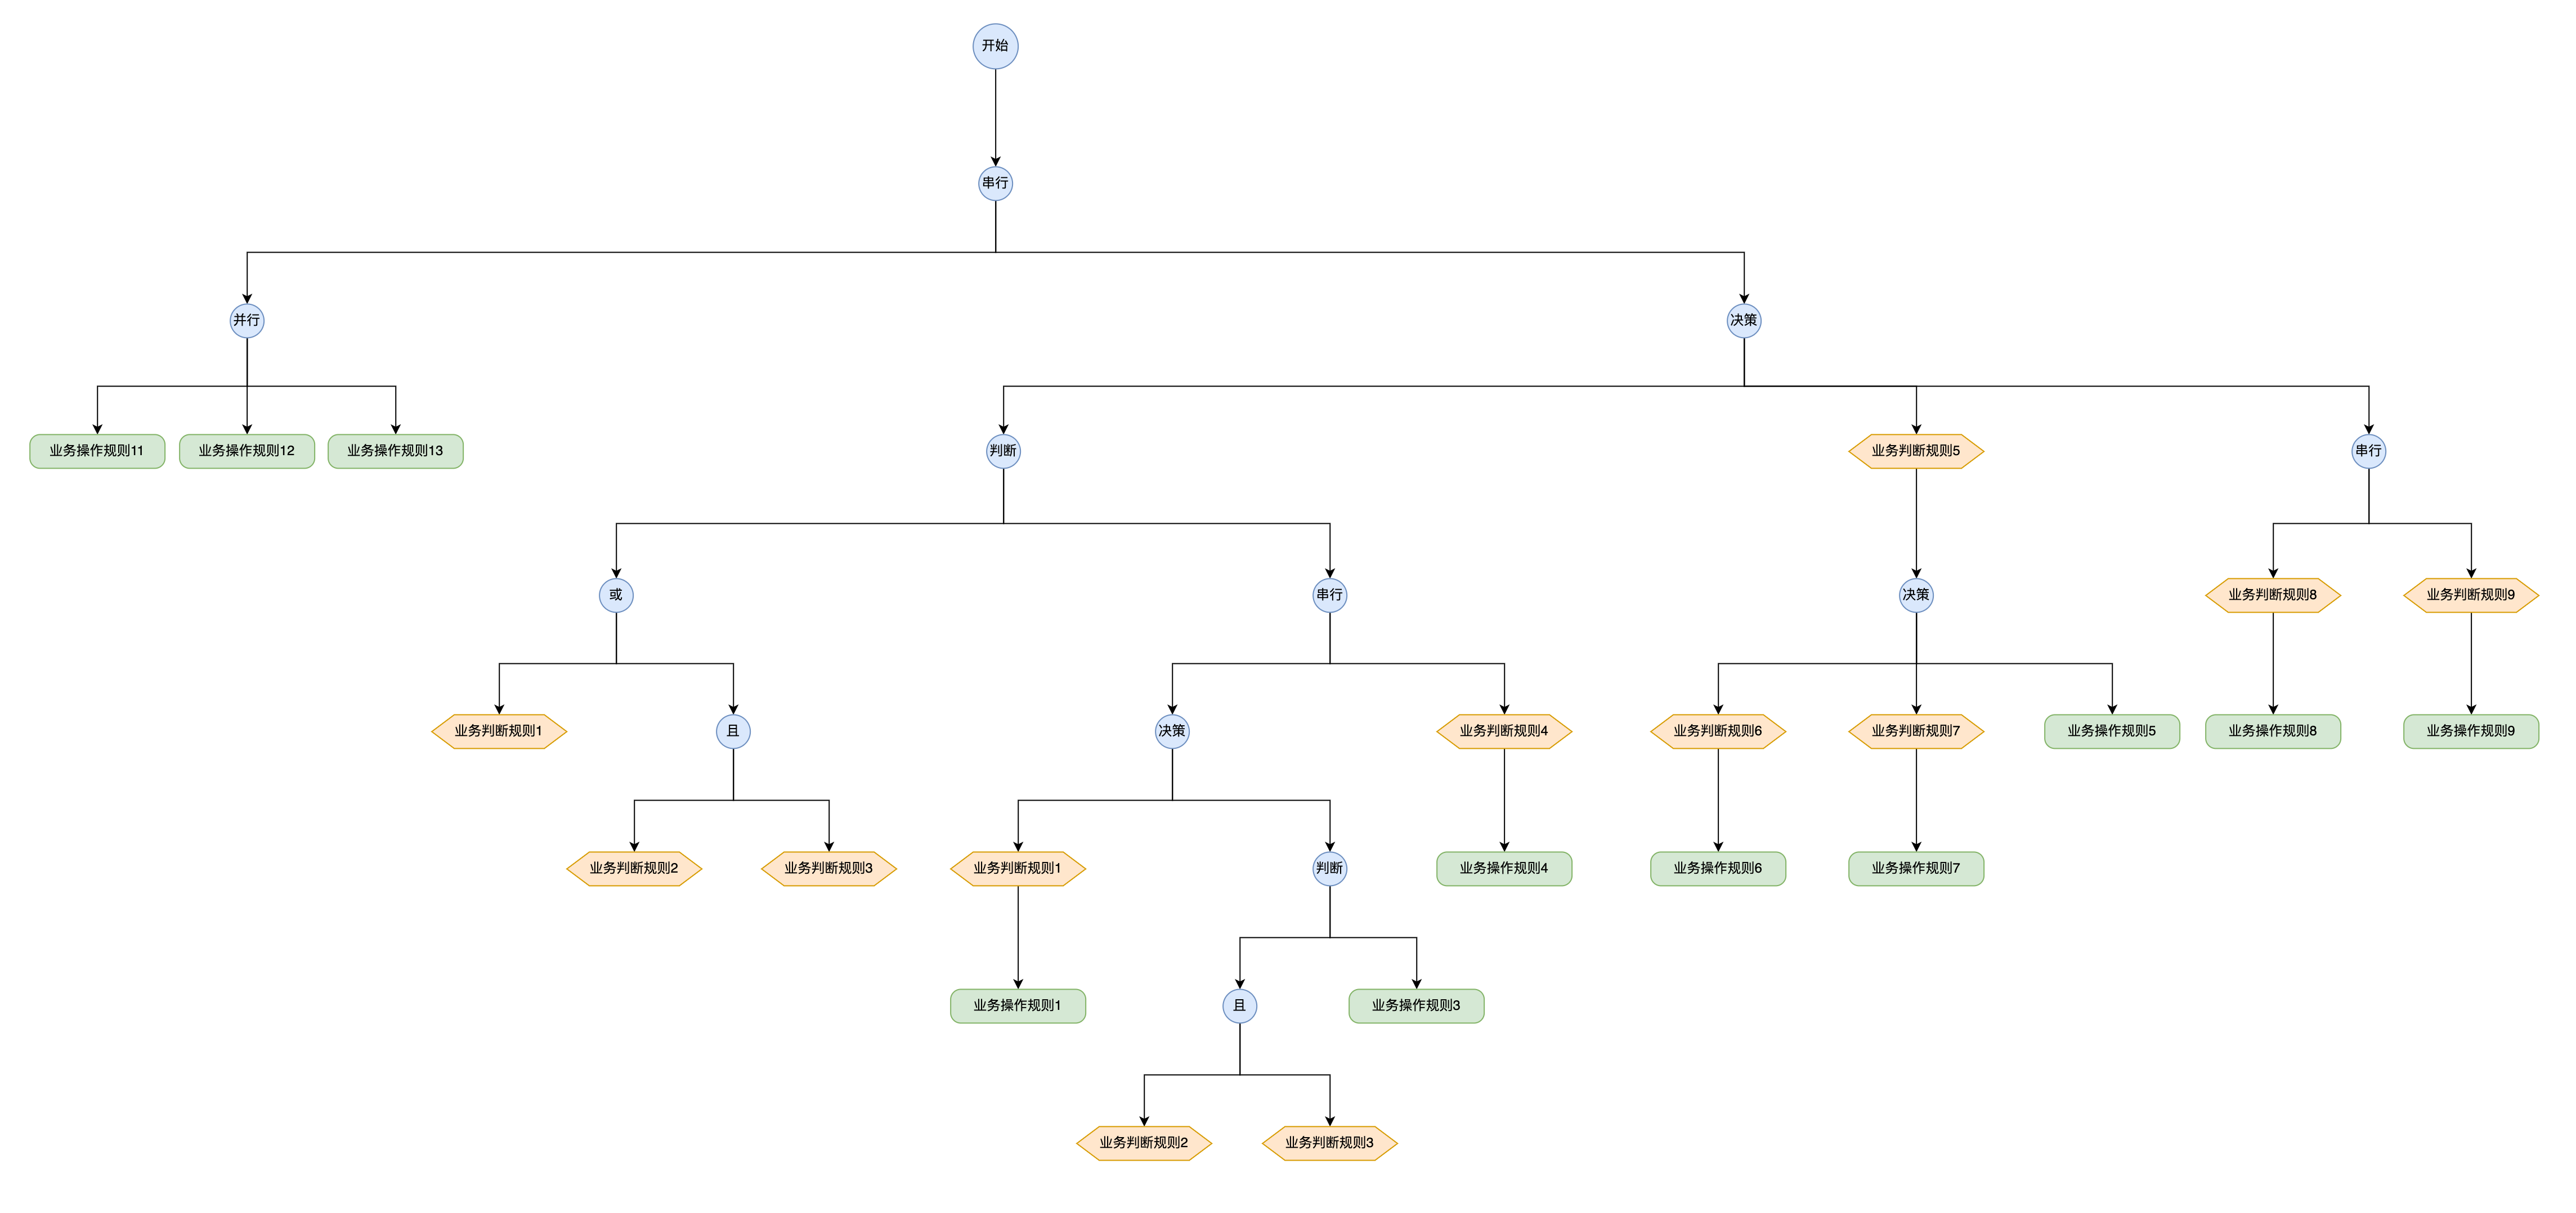 开始
串行
并行
决策
业务操作规则11
业务操作规则12
业务操作规则13
判断
业务判断规则5
串行
或
串行
决策
业务判断规则8
业务判断规则9
业务判断规则1
且
决策
业务判断规则4
业务判断规则6
业务判断规则7
业务操作规则5
业务操作规则8
业务操作规则9
业务判断规则2
业务判断规则3
业务判断规则1
判断
业务操作规则4
业务操作规则6
业务操作规则7
业务操作规则1
且
业务操作规则3
业务判断规则2
业务判断规则3